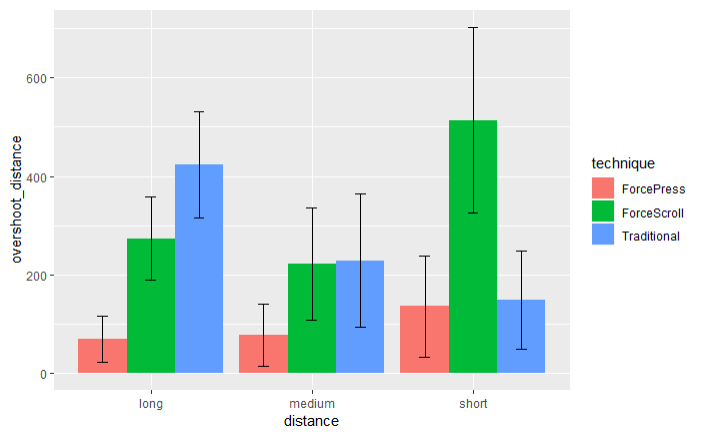 600
400
200
0
overshoot_distance
long medium short
distance
technique
ForcePress
ForceScroll
Traditional